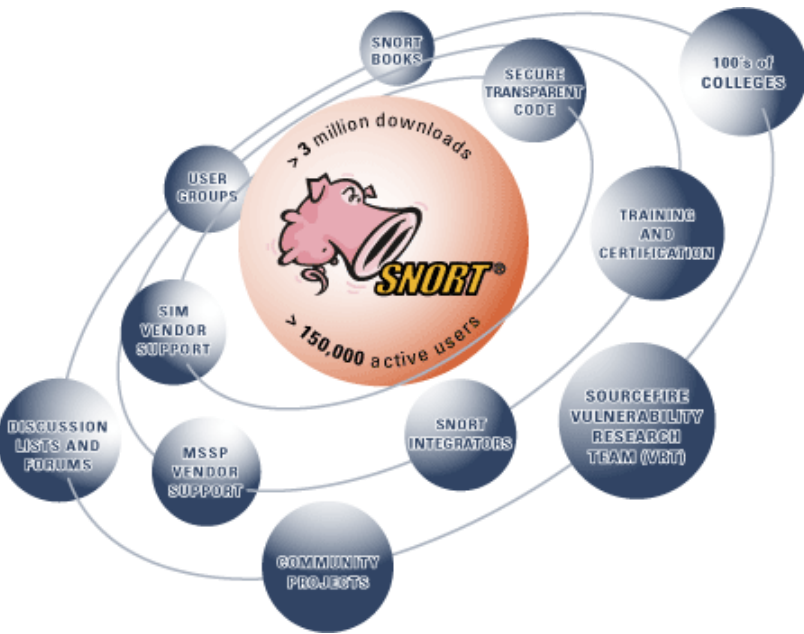 SNORT
BOOKS
100's of
COLLEGES
SECURE
TRANSPARENT
CODE
> 3 million downloads
USER
GROUPS
TRAINING
AND
CERTIFICATION
SNORT®
SIM
VENDOR
SUPPORT
> 150,000 active users
DISCUSSION
LISTS AND
FORUMS
MSSP
VENDOR
SUPPORT
SNORT
INTEGRATORS
SOURCEFIRE
VULNERABILITY
RESEARCH
TEAM (VRT)
COMMUNITY
PROJECTS